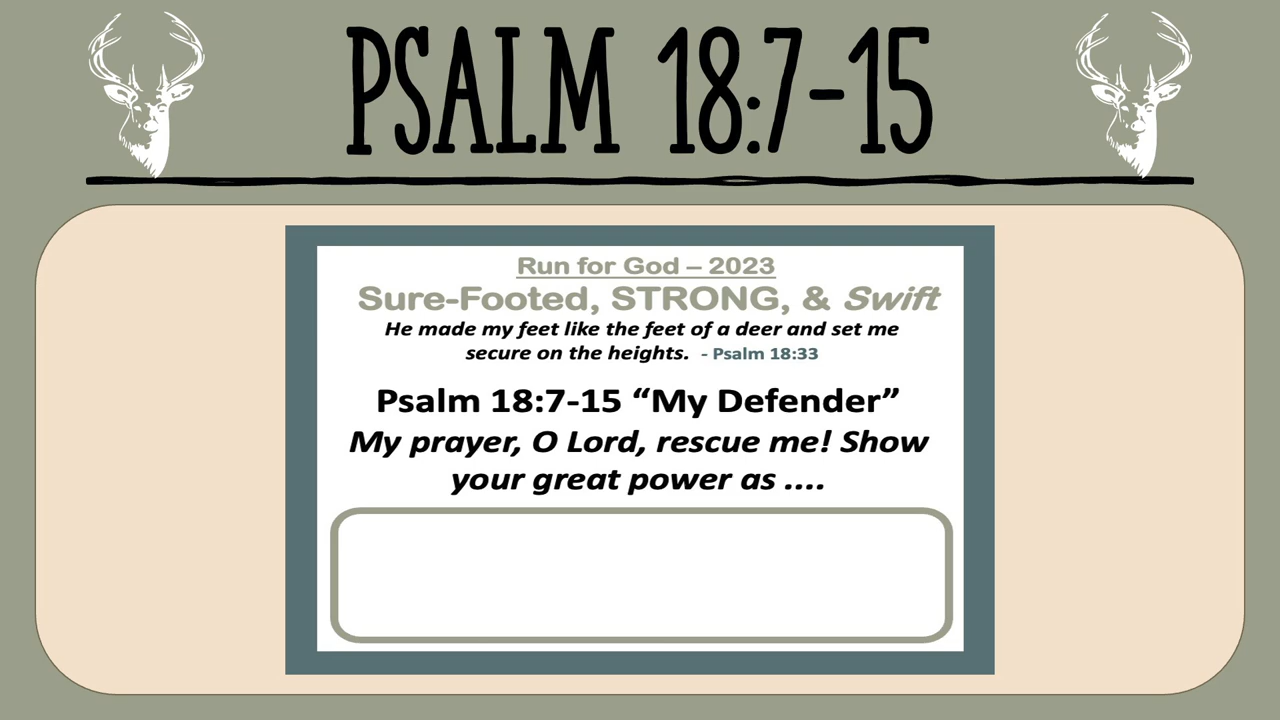 PSALM 18:7-15
Run for God – 2023
Sure-Footed, STRONG, & Swift
He made my feet like the feet of a deer and set me
secure on the heights. - Psalm 18:33
Psalm 18:7-15 “My Defender”
My prayer, O Lord, rescue me! Show
your great power as ....